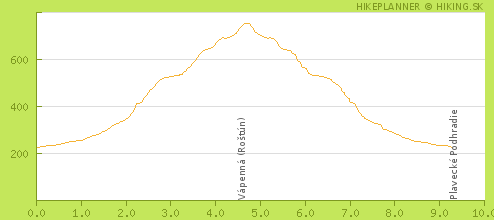 HIKEPLANNER © HIKING.SK
600
400
200
Vápenná (Roštún)
Plavecké Podhradie
0.0 1.0 2.0 3.0 4.0 5.0 6.0 7.0 8.0 9.0 10.0